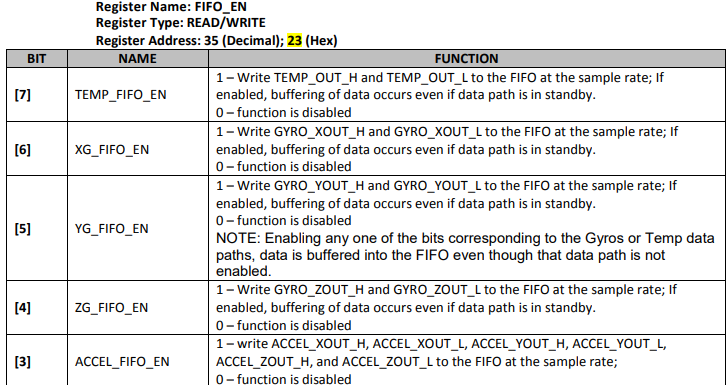 Register Name: FIFO_EN
Register Type: READ/WRITE
Register Address: 35 (Decimal); 23 (Hex)
BIT NAME FUNCTION
[7] TEMP_FIFO_EN
1 – Write TEMP_OUT_H and TEMP_OUT_L to the FIFO at the sample rate; If
enabled, buffering of data occurs even if data path is in standby.
0 – function is disabled
[6] XG_FIFO_EN
1 – Write GYRO_XOUT_H and GYRO_XOUT_L to the FIFO at the sample rate; If
enabled, buffering of data occurs even if data path is in standby.
0 – function is disabled
[5] YG_FIFO_EN
1 – Write GYRO_YOUT_H and GYRO_YOUT_L to the FIFO at the sample rate; If
enabled, buffering of data occurs even if data path is in standby.
0 – function is disabled
NOTE: Enabling any one of the bits corresponding to the Gyros or Temp data
paths, data is buffered into the FIFO even though that data path is not
enabled.
[4] ZG_FIFO_EN
1 – Write GYRO_ZOUT_H and GYRO_ZOUT_L to the FIFO at the sample rate; If
enabled, buffering of data occurs even if data path is in standby.
0 – function is disabled
[3] ACCEL_FIFO_EN
1 – write ACCEL_XOUT_H, ACCEL_XOUT_L, ACCEL_YOUT_H, ACCEL_YOUT_L,
ACCEL_ZOUT_H, and ACCEL_ZOUT_L to the FIFO at the sample rate;
0 – function is disabled